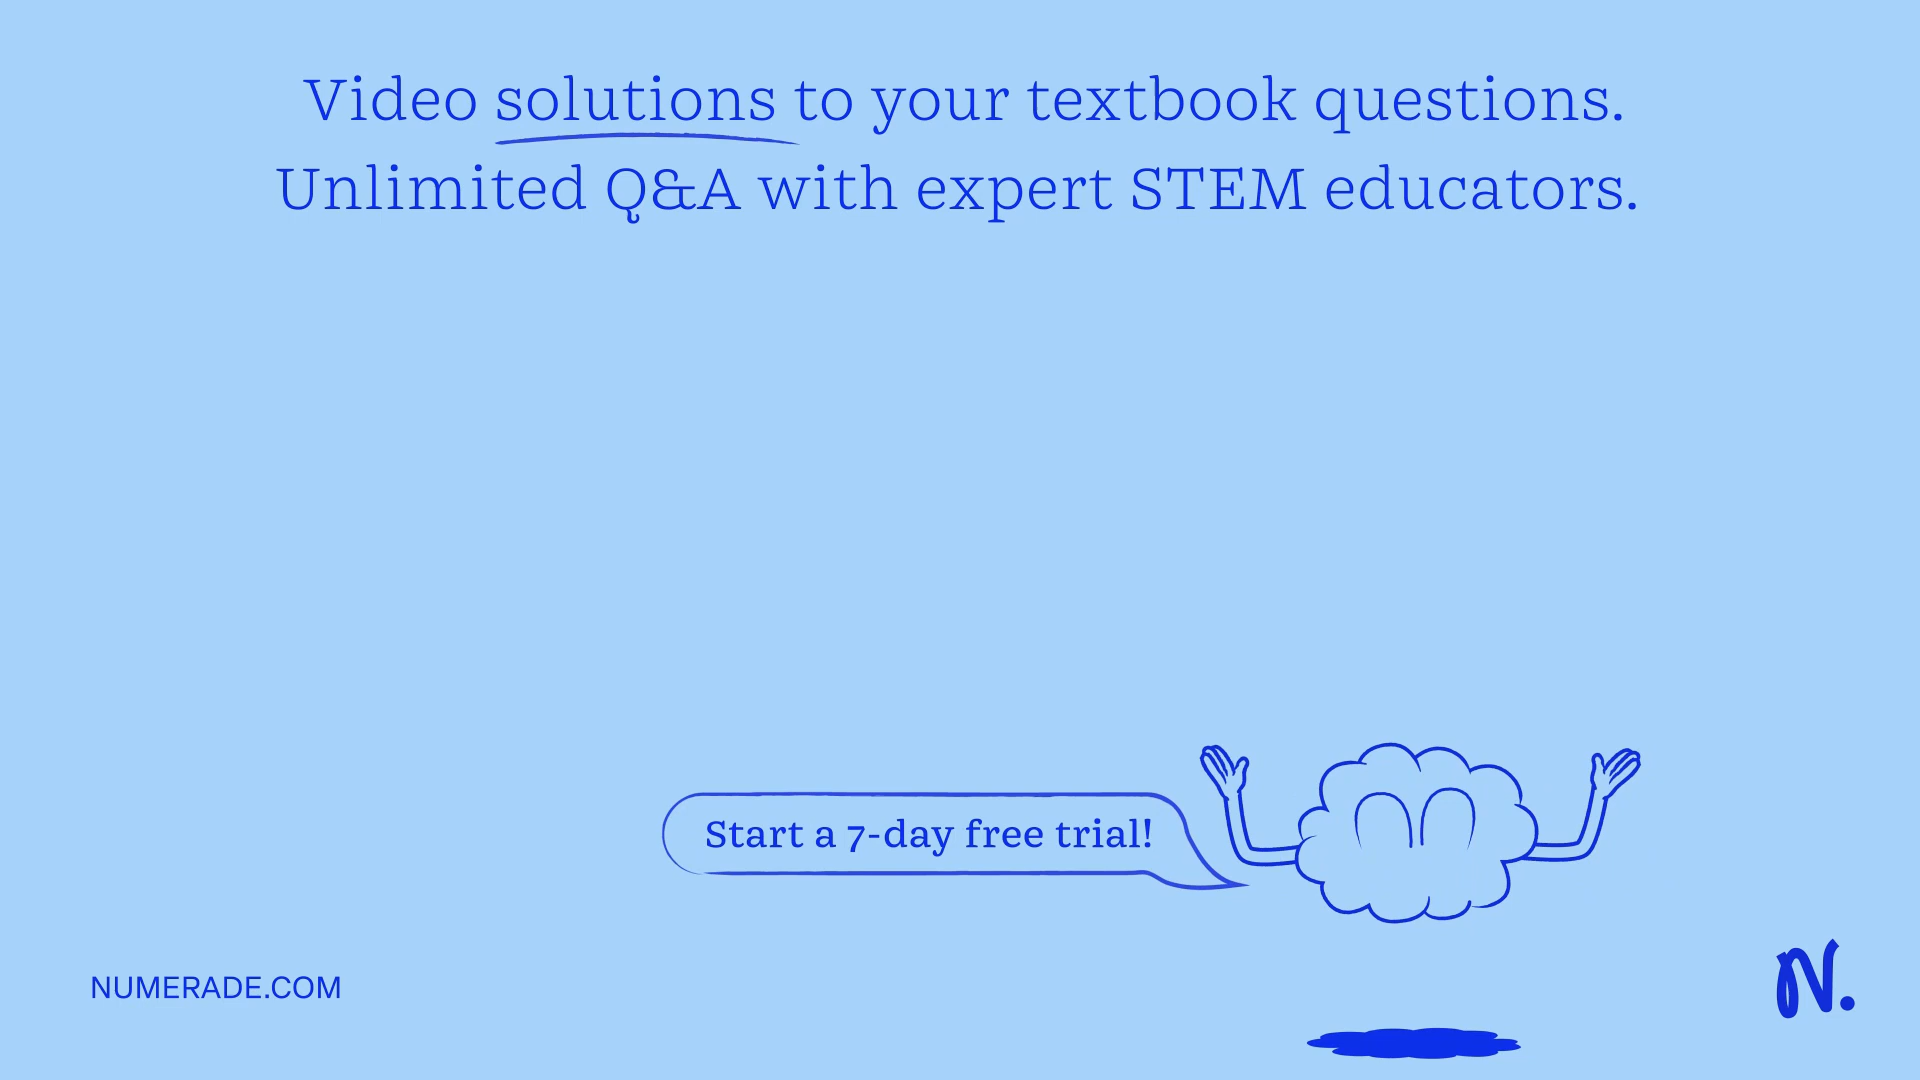 Video solutions to your textbook questions.
Unlimited Q&A with expert STEM educators.
Start a 7-day free trial!
NUMERADE.COM
N.